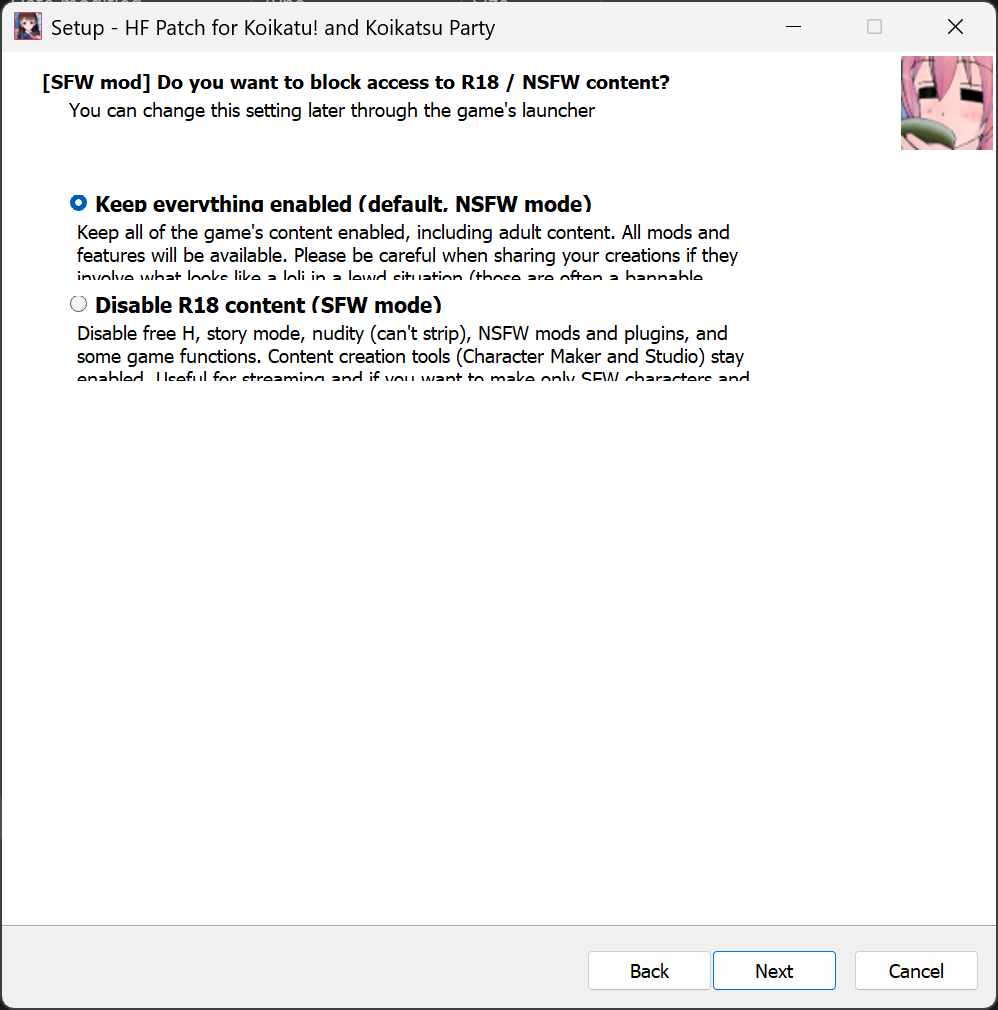 Setup - HF Patch for Koikatu! and Koikatsu Party
[SFW mod] Do you want to block access to R18 / NSFW content?
You can change this setting later through the game's launcher
Keep everything enabled (default, NSFW mode)
Keep all of the game's content enabled, including adult content. All mods and
features will be available. Please be careful when sharing your creations if they
involve what looks like a loli in a lewd situation (those are often a bannable
Disable R18 content (SFW mode)
Disable free H, story mode, nudity (can't strip), NSFW mods and plugins, and
some game functions. Content creation tools (Character Maker and Studio) stay
enabled. Useful for streaming and if you want to make only SFW characters and
Back
Next
Cancel